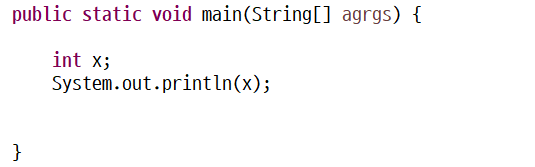 public static void main(String[] agrgs) {
    int x;
    System.out.println(x);
}